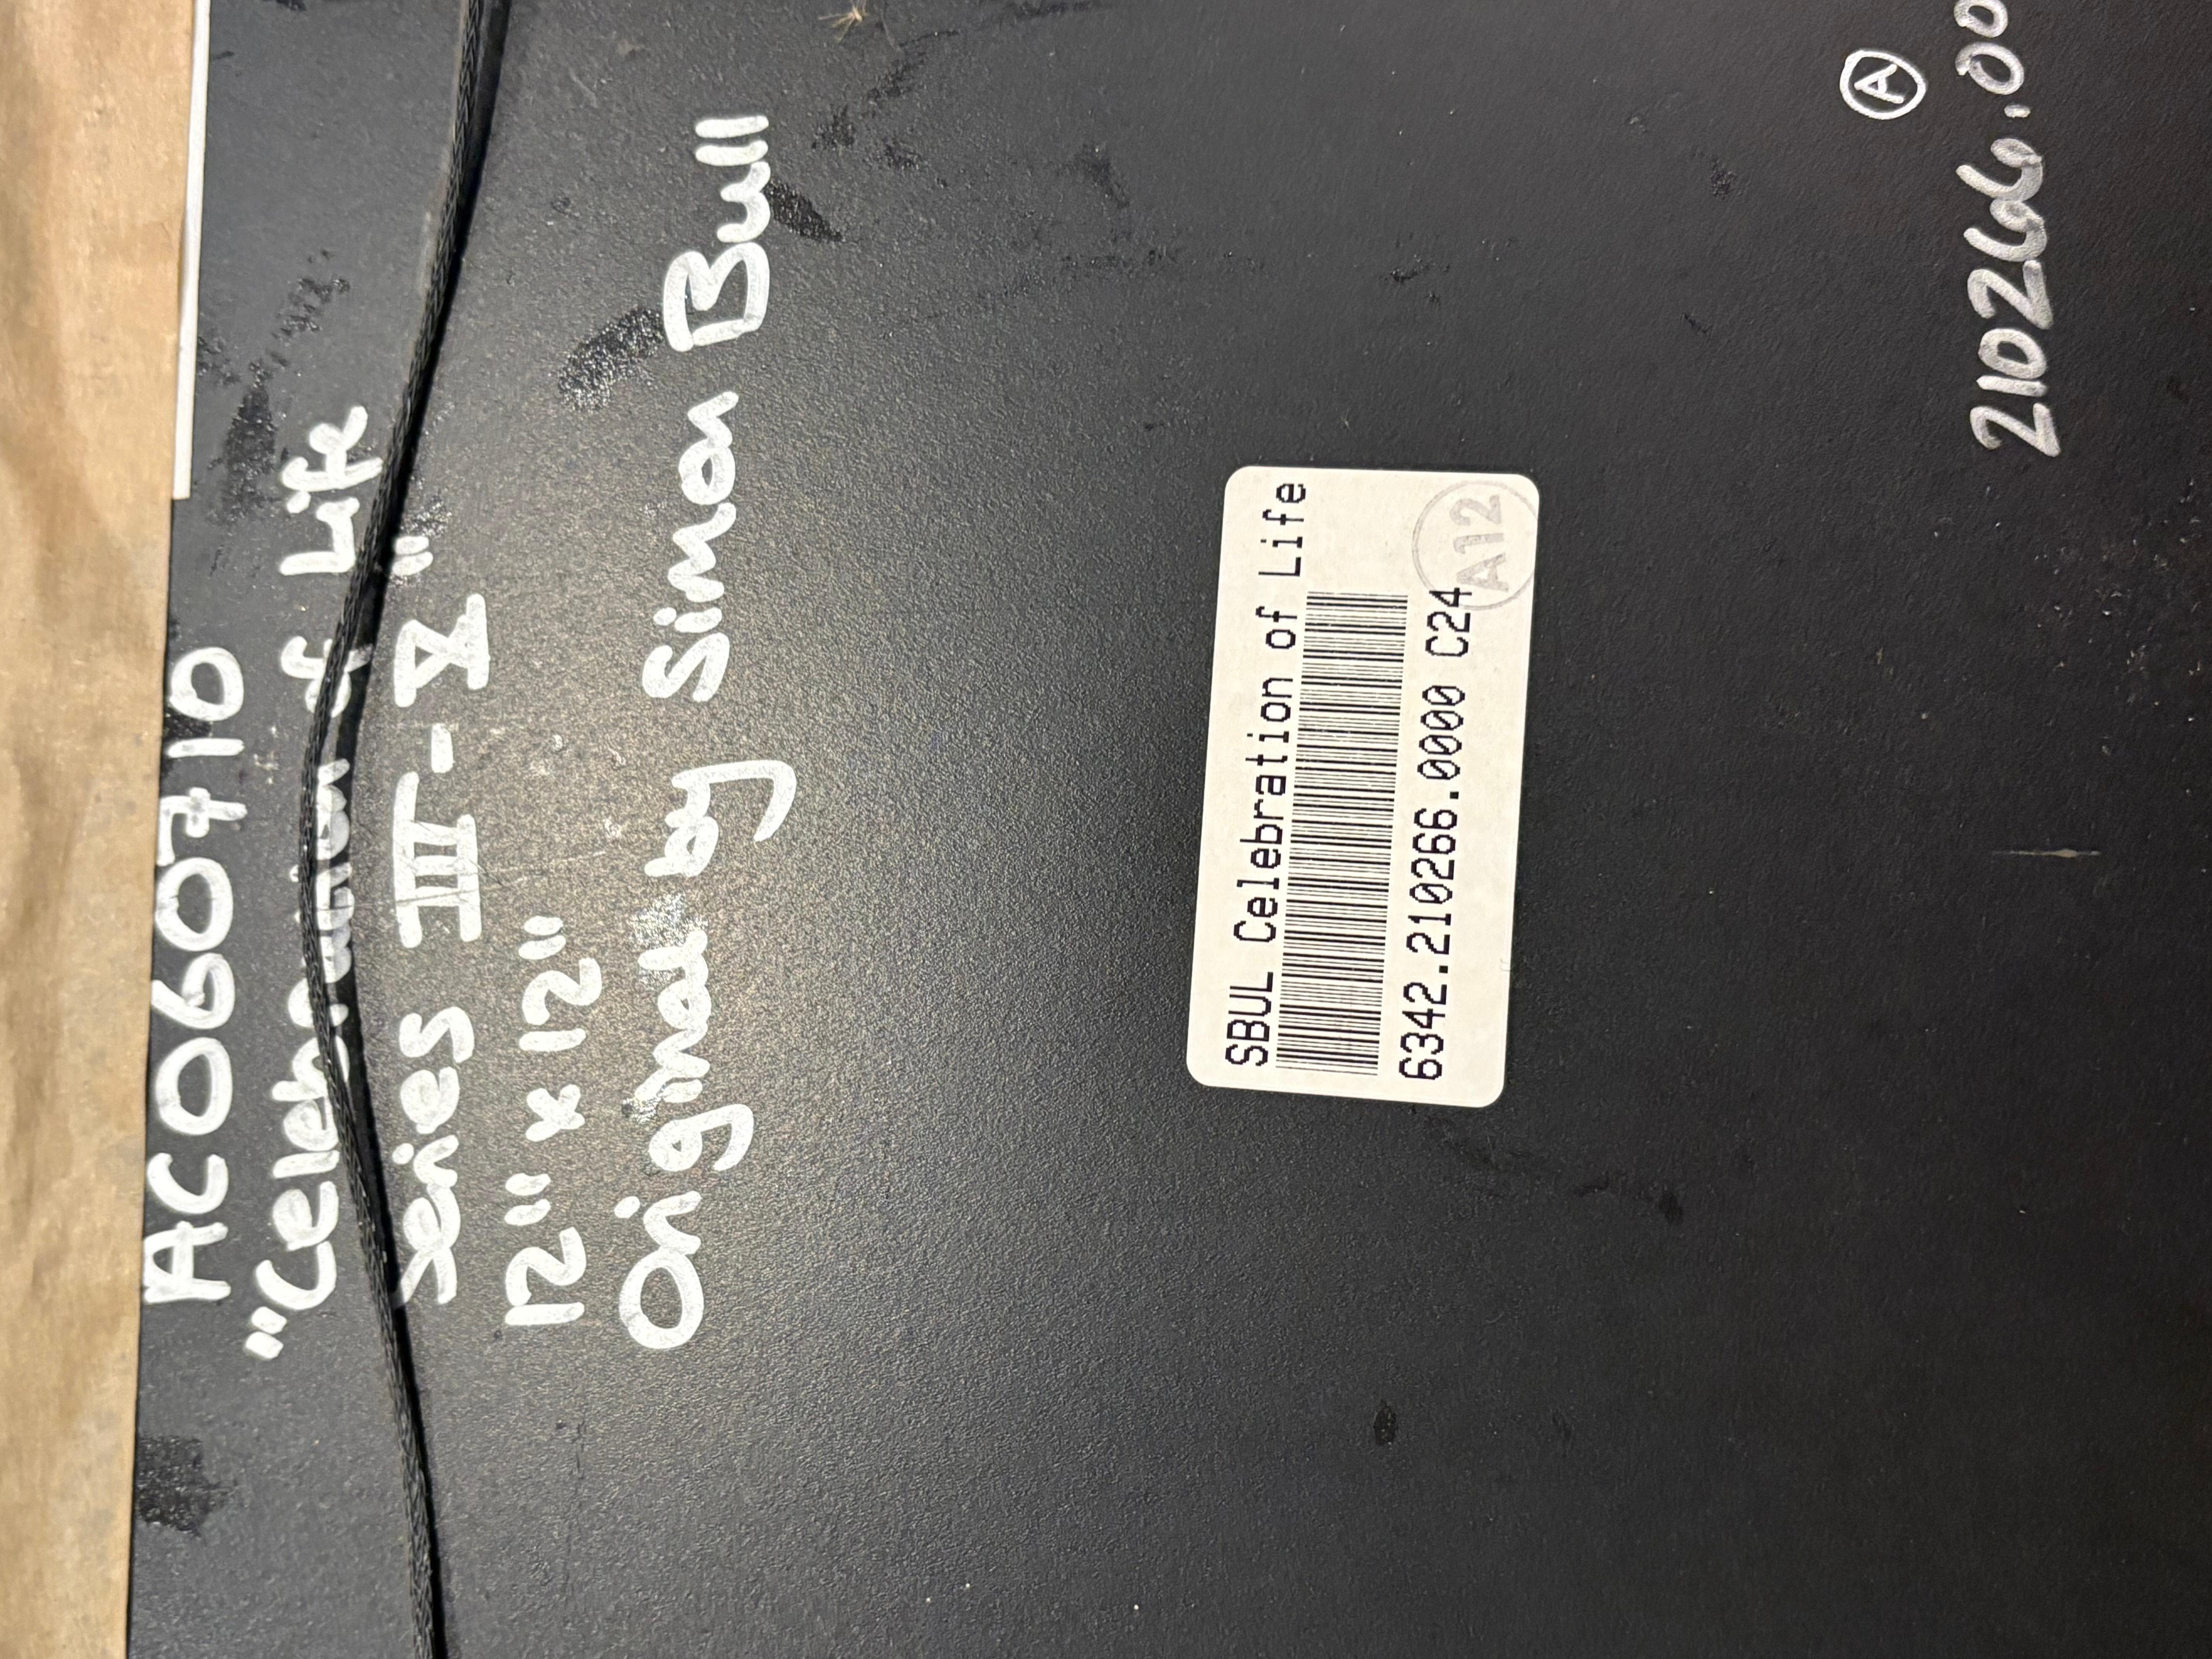 AC060710
"Celebration of Life
Series III-X"
12" x 12"
Original by Simon Bull
SBUL Celebration of Life
6342.210266.0000 C24
A12
A
210266.00